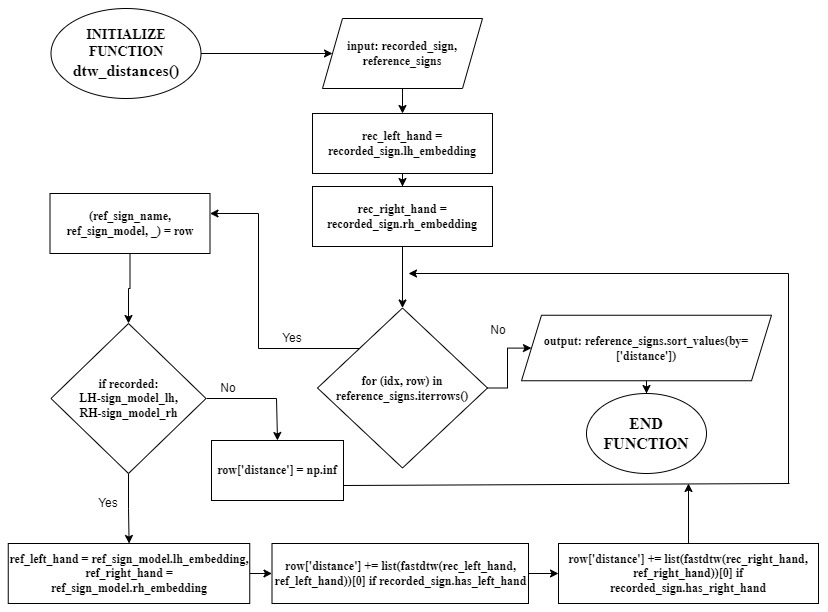 INITIALIZE
FUNCTION
dtw_distances()
input: recorded_sign,
reference_signs
rec_left_hand =
recorded_sign.lh_embedding
rec_right_hand =
recorded_sign.rh_embedding
(ref_sign_name,
ref_sign_model, _) = row
Yes
for (idx, row) in
reference_signs.iterrows()
No
output: reference_signs.sort_values(by=
['distance'])
END
FUNCTION
if recorded:
LH-sign_model_lh,
RH-sign_model_rh
No
row['distance'] = np.inf
Yes
ref_left_hand = ref_sign_model.lh_embedding,
ref_right_hand =
ref_sign_model.rh_embedding
row['distance'] += list(fastdtw(rec_left_hand,
ref_left_hand))[0] if recorded_sign.has_left_hand
row['distance'] += list(fastdtw(rec_right_hand,
ref_right_hand))[0] if
recorded_sign.has_right_hand